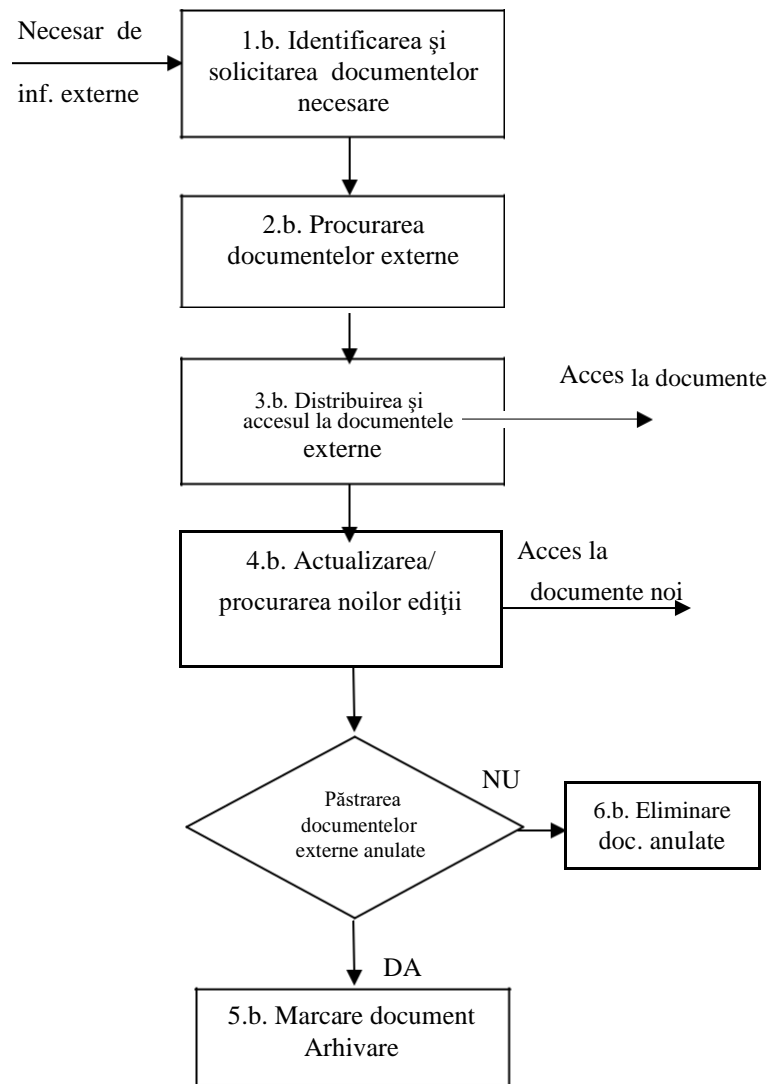 Necesar de
inf. externe
1.b. Identificarea şi
solicitarea documentelor
necesare
2.b. Procurarea
documentelor externe
3.b. Distribuirea şi
accesul la documentele
externe
Acces la documente
4.b. Actualizarea/
procurarea noilor ediţii
Acces la
documente noi
Păstrarea
documentelor
externe anulate
NU
6.b. Eliminare
doc. anulate
DA
5.b. Marcare document
Arhivare